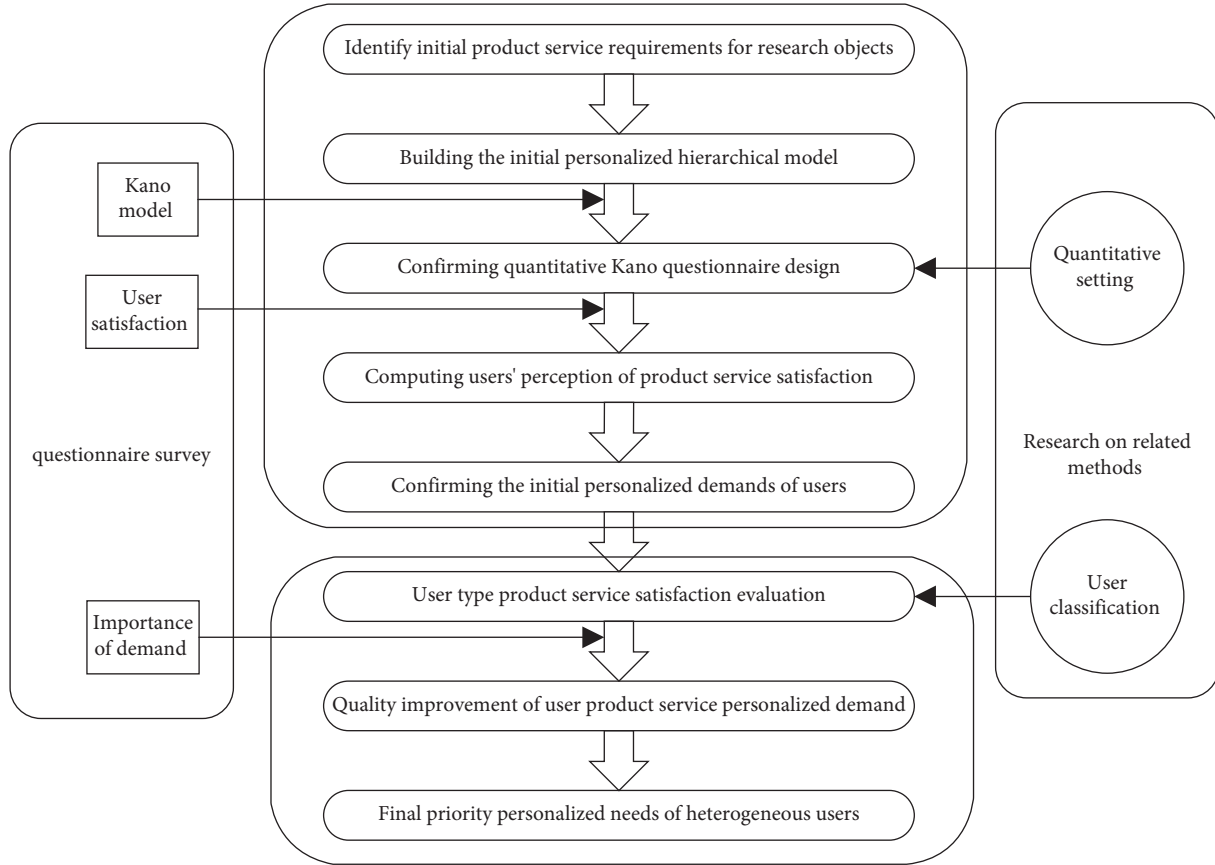 Identify initial product service requirements for research objects
Building the initial personalized hierarchical model
Kano
model
Confirming quantitative Kano questionnaire design
Quantitative
setting
User
satisfaction
Computing users' perception of product service satisfaction
questionnaire survey
Research on related
methods
Confirming the initial personalized demands of users
User type product service satisfaction evaluation
User
classification
Importance
of demand
Quality improvement of user product service personalized demand
Final priority personalized needs of heterogeneous users